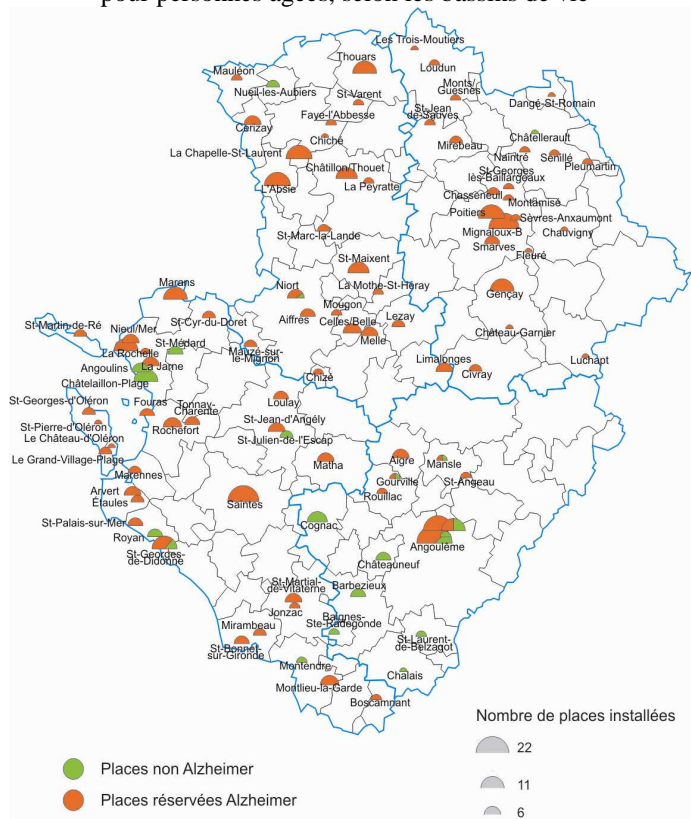 pour personnes âgées, selon les bassins de vie
Les Trois-Moutiers
Thouars
Loudun
Mauléon
Monts/
Guesnes
Nueil-les-Aubiers
St-Varent
Dangé-St-Romain
St-Jean
de-Sauves
Faye-l'Abbesse
Cerizay
Châtellerault
Chiché
Mirebeau
La Chapelle-St-Laurent
Naintré
Senillé
Châtillon/Thouet
St-Georges
lès-Baillargeaux
Pleumartin
La Peyratte
L'Absie
Chasseneuil
Montamisé
Poitiers
Sèvres-Anxaumont
St-Marc-la-Lande
Mignaloux-B
Chauvigny
Smarves
Fleuré
St-Maixent
La Mothe-St-Héray
Marans
Niort
Gençay
Mougon
Lezay
St-Martin-de-Ré
St-Cyr-du-Doret
Aiffres
Celles/Belle
Château-Garnier
Nieul/Mer
St-Médard
Melle
La Rochelle
Mauzé-sur-
le-Mignon
Luchapt
La Jarne
Limalonges
Civray
Angoulins
Chizé
Châtelaillon-Plage
St-Georges-d'Oléron
Fouras
Tonnay-
Charente
Loulay
St-Pierre-d'Oléron
Rochefort
St-Jean-d'Angély
Le Château-d'Oléron
St-Julien-de-l'Escap
Le Grand-Village-Plage
Matha
Aigre
Mansle
Marennes
Gourville
St-Angeau
Arvert
Rouillac
Étaules
Saintes
St-Palais-sur-Mer
Cognac
Royan
Angoulême
St-Georges-
de-Didonne
Châteauneuf
St-Martial-
de-Vitaterne
Barbezieux
Jonzac
Baignes-
Ste-Radegonde
Mirambeau
St-Laurent-
de-Belzagot
St-Bonnet-
sur-Gironde
Montendre
Chalais
Montlieu-la-Garde
Boscamnant
Nombre de places installées
22
11
6
Places non Alzheimer
Places réservées Alzheimer